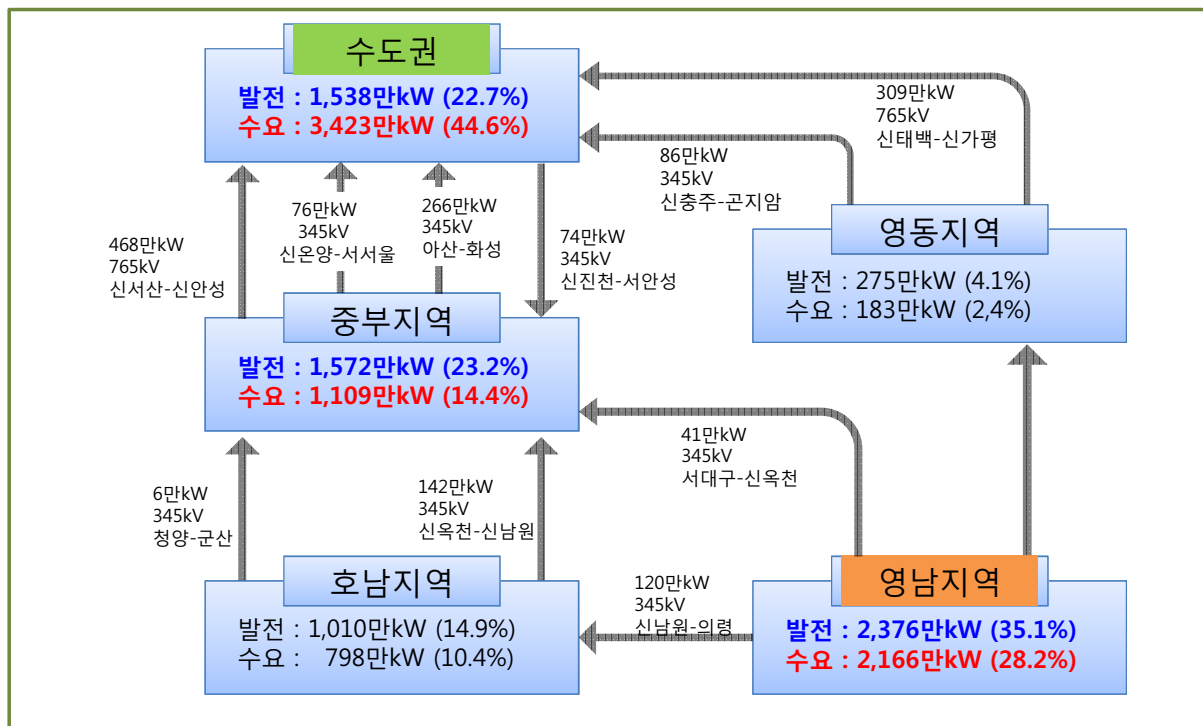 수도권
발전 : 1,538만kW (22.7%)
수요 : 3,423만kW (44.6%)
309만kW
765kV
신태백-신가평
86만kW
345kV
신충주-곤지암
468만kW
765kV
신서산-신안성
76만kW
345kV
신온양-서서울
266만kW
345kV
아산-화성
74만kW
345kV
신진천-서안성
영동지역
발전 : 275만kW (4.1%)
수요 : 183만kW (2,4%)
중부지역
발전 : 1,572만kW (23.2%)
수요 : 1,109만kW (14.4%)
41만kW
345kV
서대구-신옥천
6만kW
345kV
청양-군산
142만kW
345kV
신옥천-신남원
호남지역
발전 : 1,010만kW (14.9%)
수요 : 798만kW (10.4%)
120만kW
345kV
신남원-의령
영남지역
발전 : 2,376만kW (35.1%)
수요 : 2,166만kW (28.2%)